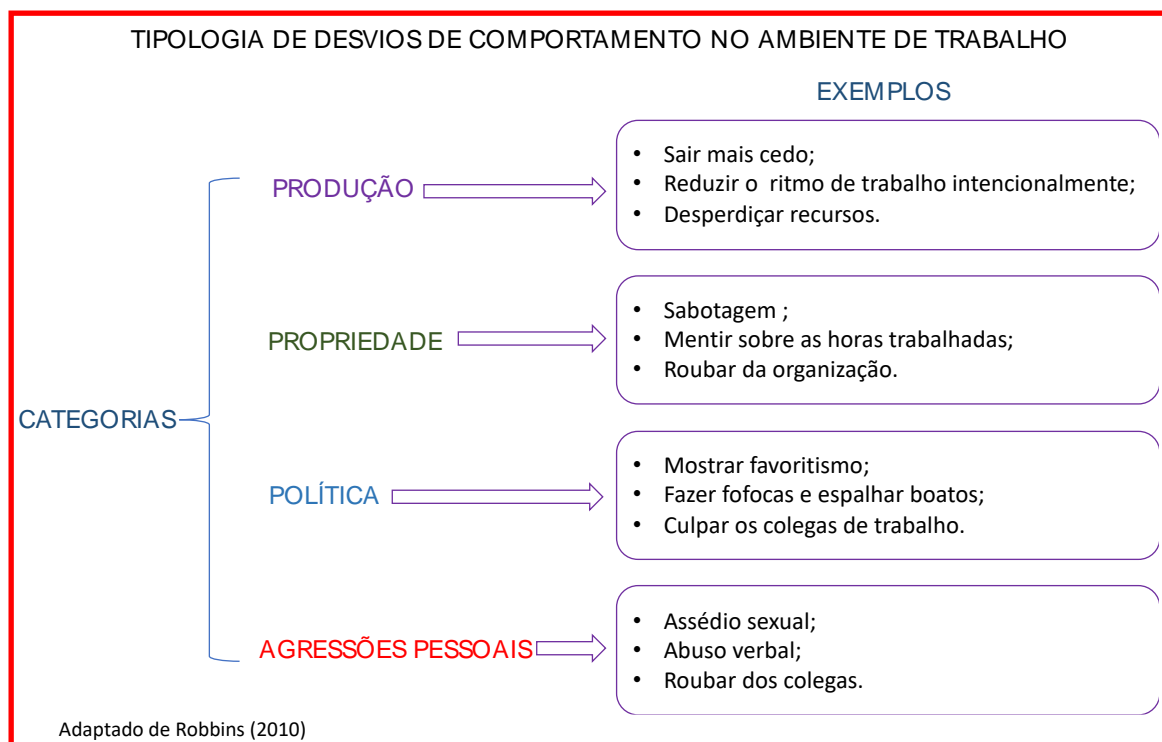 TIPOLOGIA DE DESVIOS DE COMPORTAMENTO NO AMBIENTE DE TRABALHO
EXEMPLOS
CATEGORIAS
PRODUÇÃO
• Sair mais cedo;
• Reduzir o ritmo de trabalho intencionalmente;
• Desperdiçar recursos.
PROPRIEDADE
• Sabotagem ;
• Mentir sobre as horas trabalhadas;
• Roubar da organização.
POLÍTICA
• Mostrar favoritismo;
• Fazer fofocas e espalhar boatos;
• Culpar os colegas de trabalho.
AGRESSÕES PESSOAIS
• Assédio sexual;
• Abuso verbal;
• Roubar dos colegas.
Adaptado de Robbins (2010)